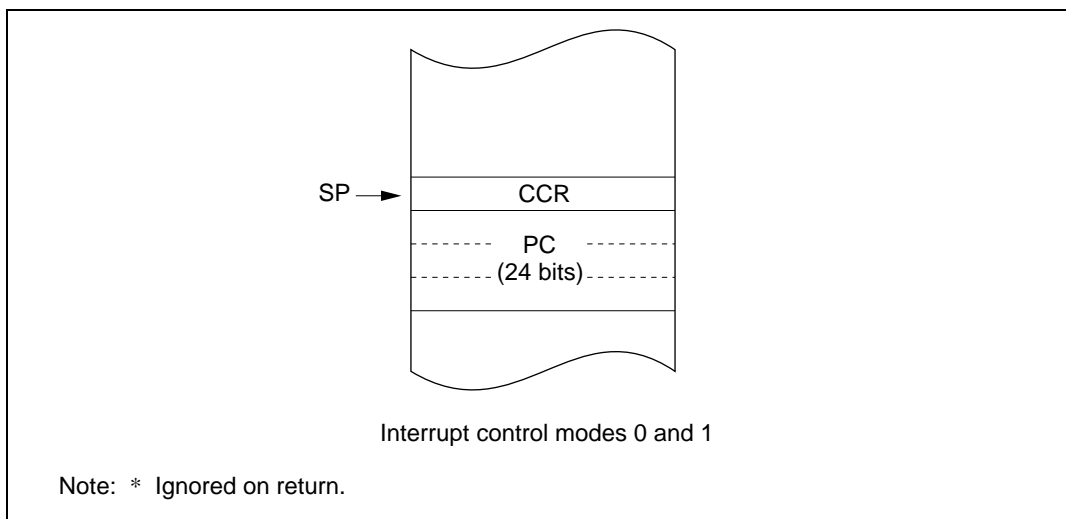 SP
CCR
PC
(24 bits)
Interrupt control modes 0 and 1
Note: * Ignored on return.